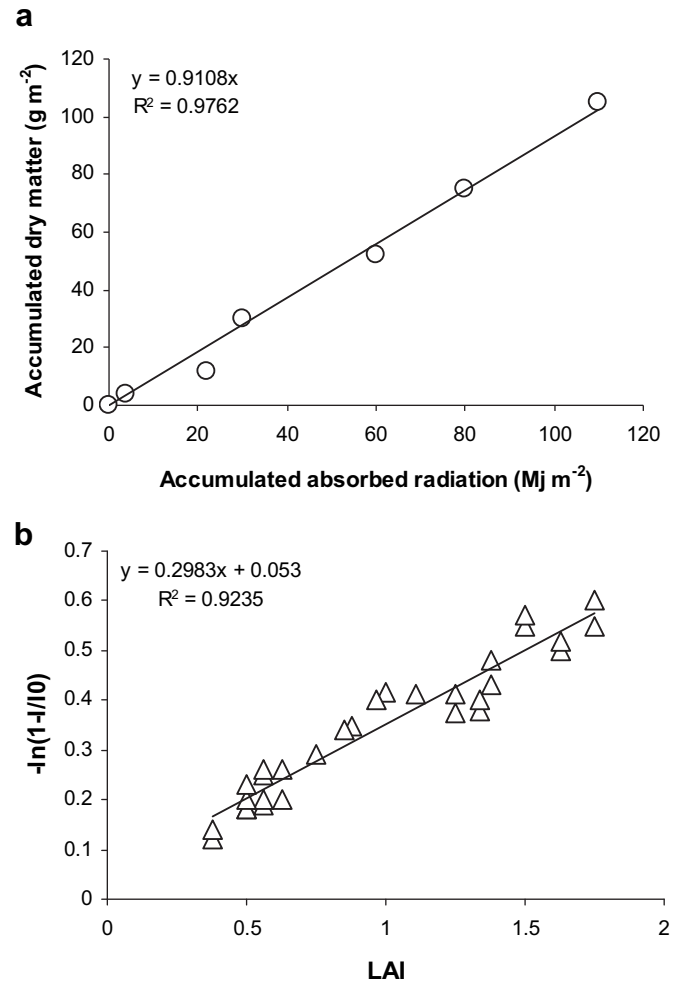 a
Accumulated dry matter (g m⁻²)
120
100
80
60
40
20
0
y = 0.9108x
R² = 0.9762
0 20 40 60 80 100 120
Accumulated absorbed radiation (Mj m⁻²)
b
-ln(1-I/I0)
0.7
0.6
0.5
0.4
0.3
0.2
0.1
0
y = 0.2983x + 0.053
R² = 0.9235
0 0.5 1 1.5 2
LAI